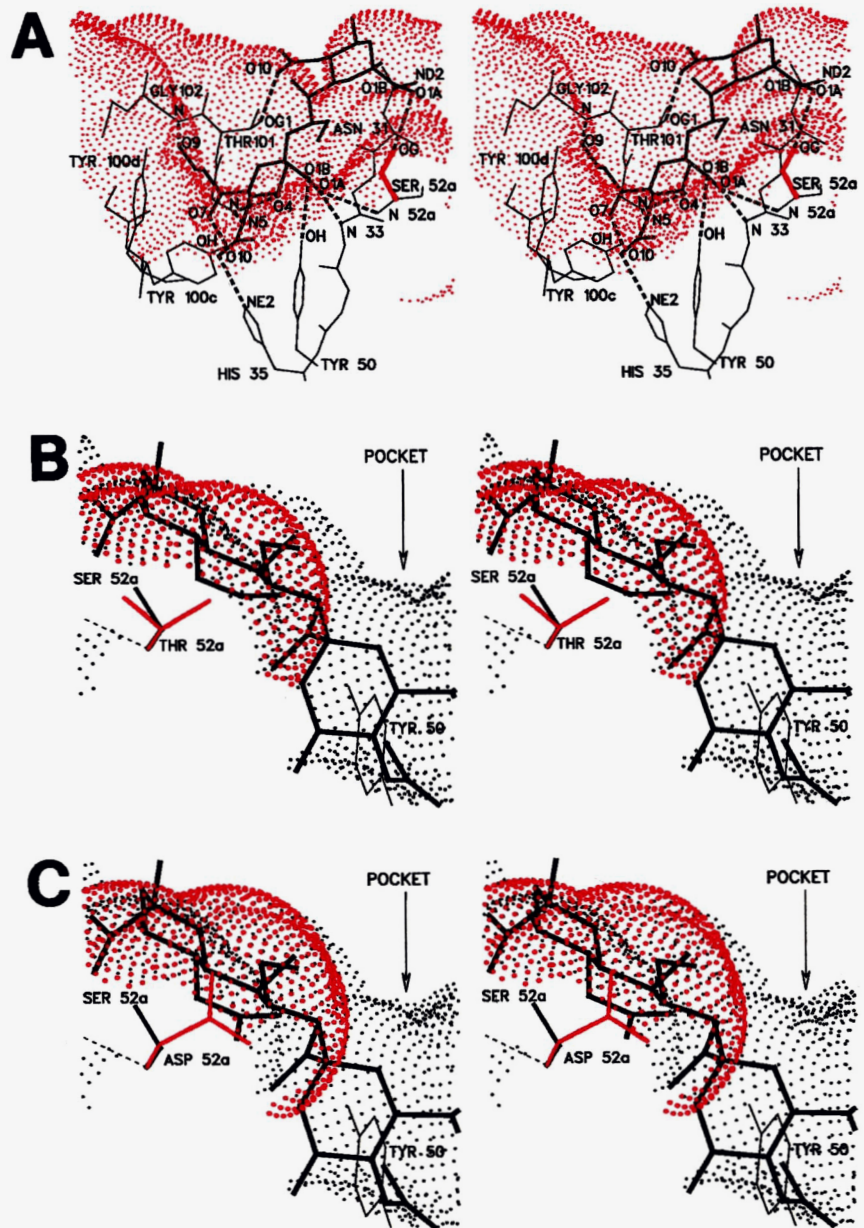 A
O10
O1B
ND2
O1A
GLY102
N
OG1
ASN 31
THR101
O9
OG
TYR 100d
O1B
O1A
SER 52a
O7
N
N5
O4
N 52a
N 33
OH
O10
OH
TYR 100c
NE2
TYR 50
HIS 35
O10
O1B
ND2
O1A
GLY102
N
OG1
ASN 31
THR101
O9
OG
TYR 100d
O1B
O1A
SER 52a
O7
N
N5
O4
N 52a
N 33
OH
O10
OH
TYR 100c
NE2
TYR 50
HIS 35
B
POCKET
SER 52a
THR 52a
TYR 50
POCKET
SER 52a
THR 52a
TYR 50
C
POCKET
SER 52a
ASP 52a
TYR 50
POCKET
SER 52a
ASP 52a
TYR 50